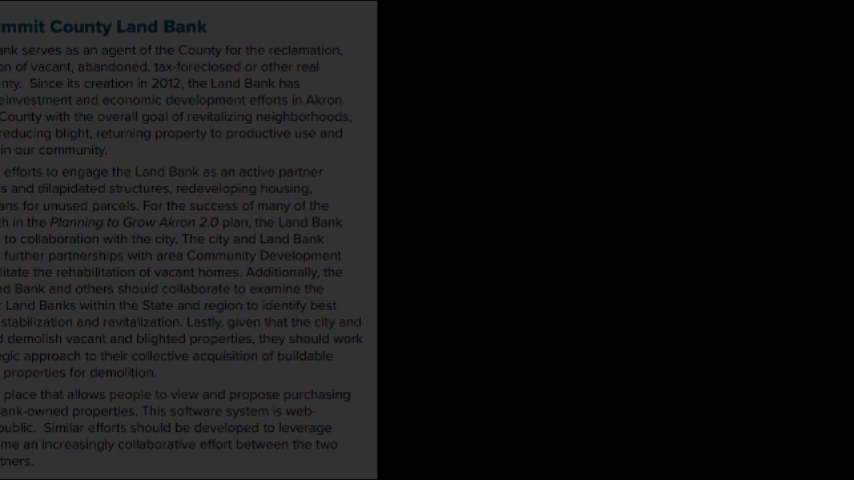 mmit County Land Bank
ank serves as an agent of the County for the reclamation,
on of vacant, abandoned, tax-foreclosed or other real
nty. Since its creation in 2012, the Land Bank has
einvestment and economic development efforts in Akron
County with the overall goal of revitalizing neighborhoods,
reducing blight, returning property to productive use and
in our community.
efforts to engage the Land Bank as an active partner
s and dilapidated structures, redeveloping housing,
ans for unused parcels. For the success of many of the
th in the Planning to Grow Akron 2.0 plan, the Land Bank
to collaboration with the city. The city and Land Bank
further partnerships with area Community Development
litate the rehabilitation of vacant homes. Additionally, the
nd Bank and others should collaborate to examine the
r Land Banks within the State and region to identify best
stabilization and revitalization. Lastly, given that the city and
d demolish vacant and blighted properties, they should work
egic approach to their collective acquisition of buildable
properties for demolition.
place that allows people to view and propose purchasing
ank-owned properties. This software system is web-
public. Similar efforts should be developed to leverage
me an increasingly collaborative effort between the two
tners.